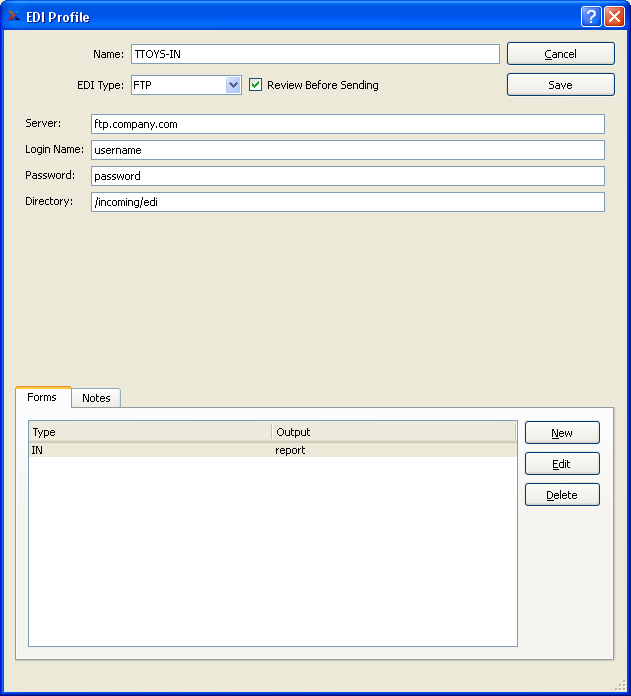 EDI Profile
Name: TTOYS-IN Cancel
EDI Type: FTP Review Before Sending Save
Server: ftp.company.com
Login Name: username
Password: password
Directory: /incoming/edi
Forms Notes
Type Output New
IN report
Edit
Delete